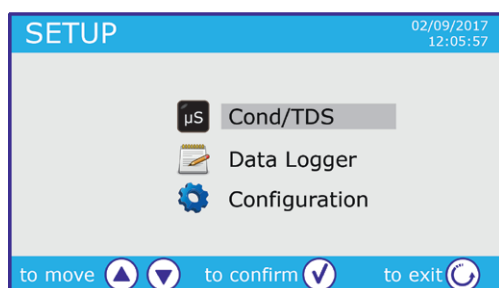 SETUP
02/09/2017
12:05:57
µS Cond/TDS
Data Logger
Configuration
to move to confirm to exit